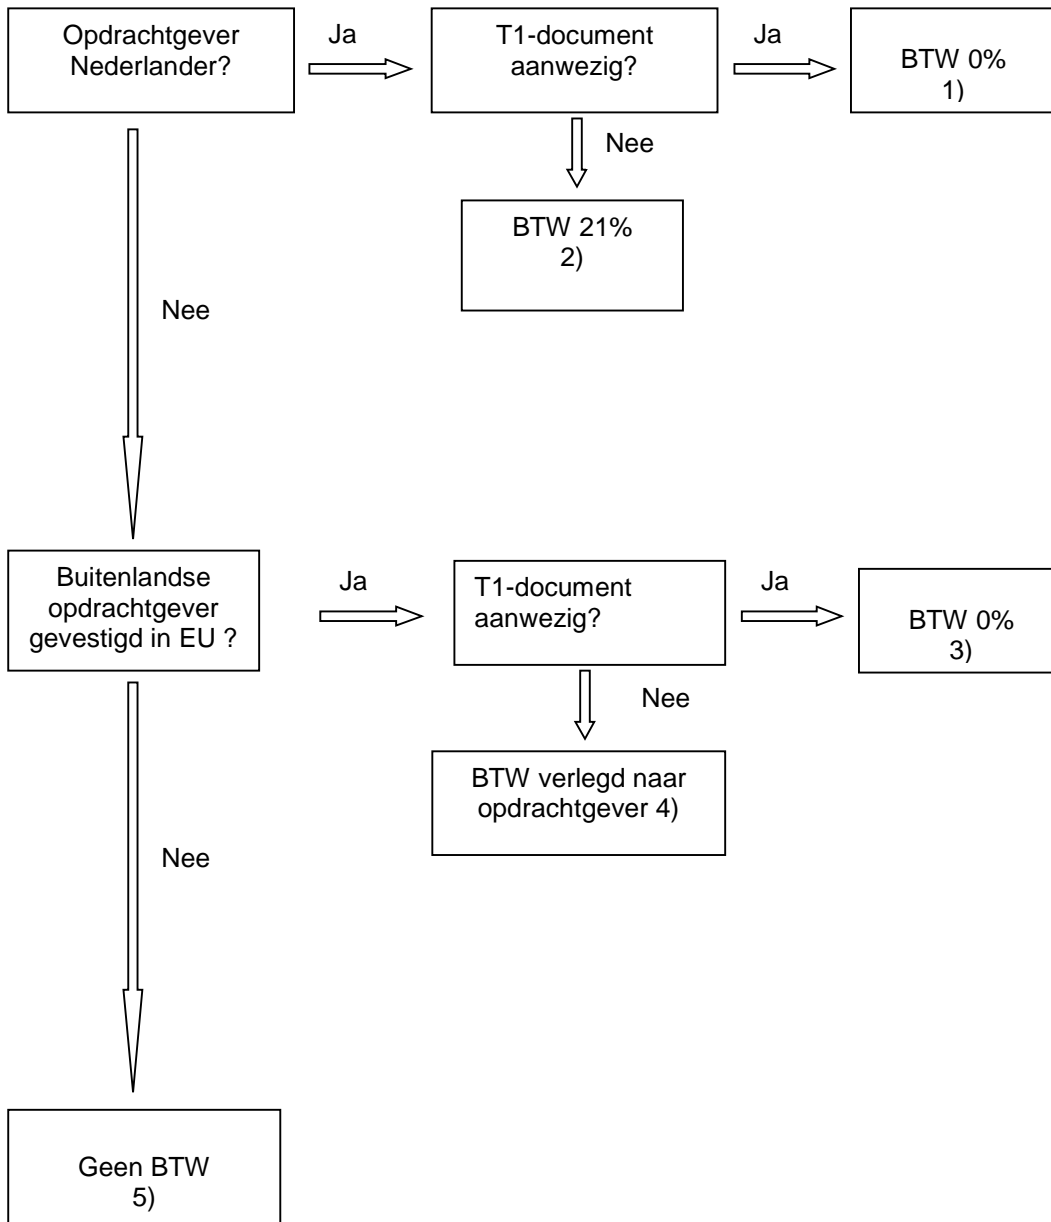 Opdrachtgever
Nederlander?
Ja
T1-document
aanwezig?
Ja
BTW 0%
1)
Nee
BTW 21%
2)
Nee
Buitenlandse
opdrachtgever
gevestigd in EU ?
Ja
T1-document
aanwezig?
Ja
BTW 0%
3)
Nee
BTW verlegd naar
opdrachtgever 4)
Nee
Geen BTW
5)